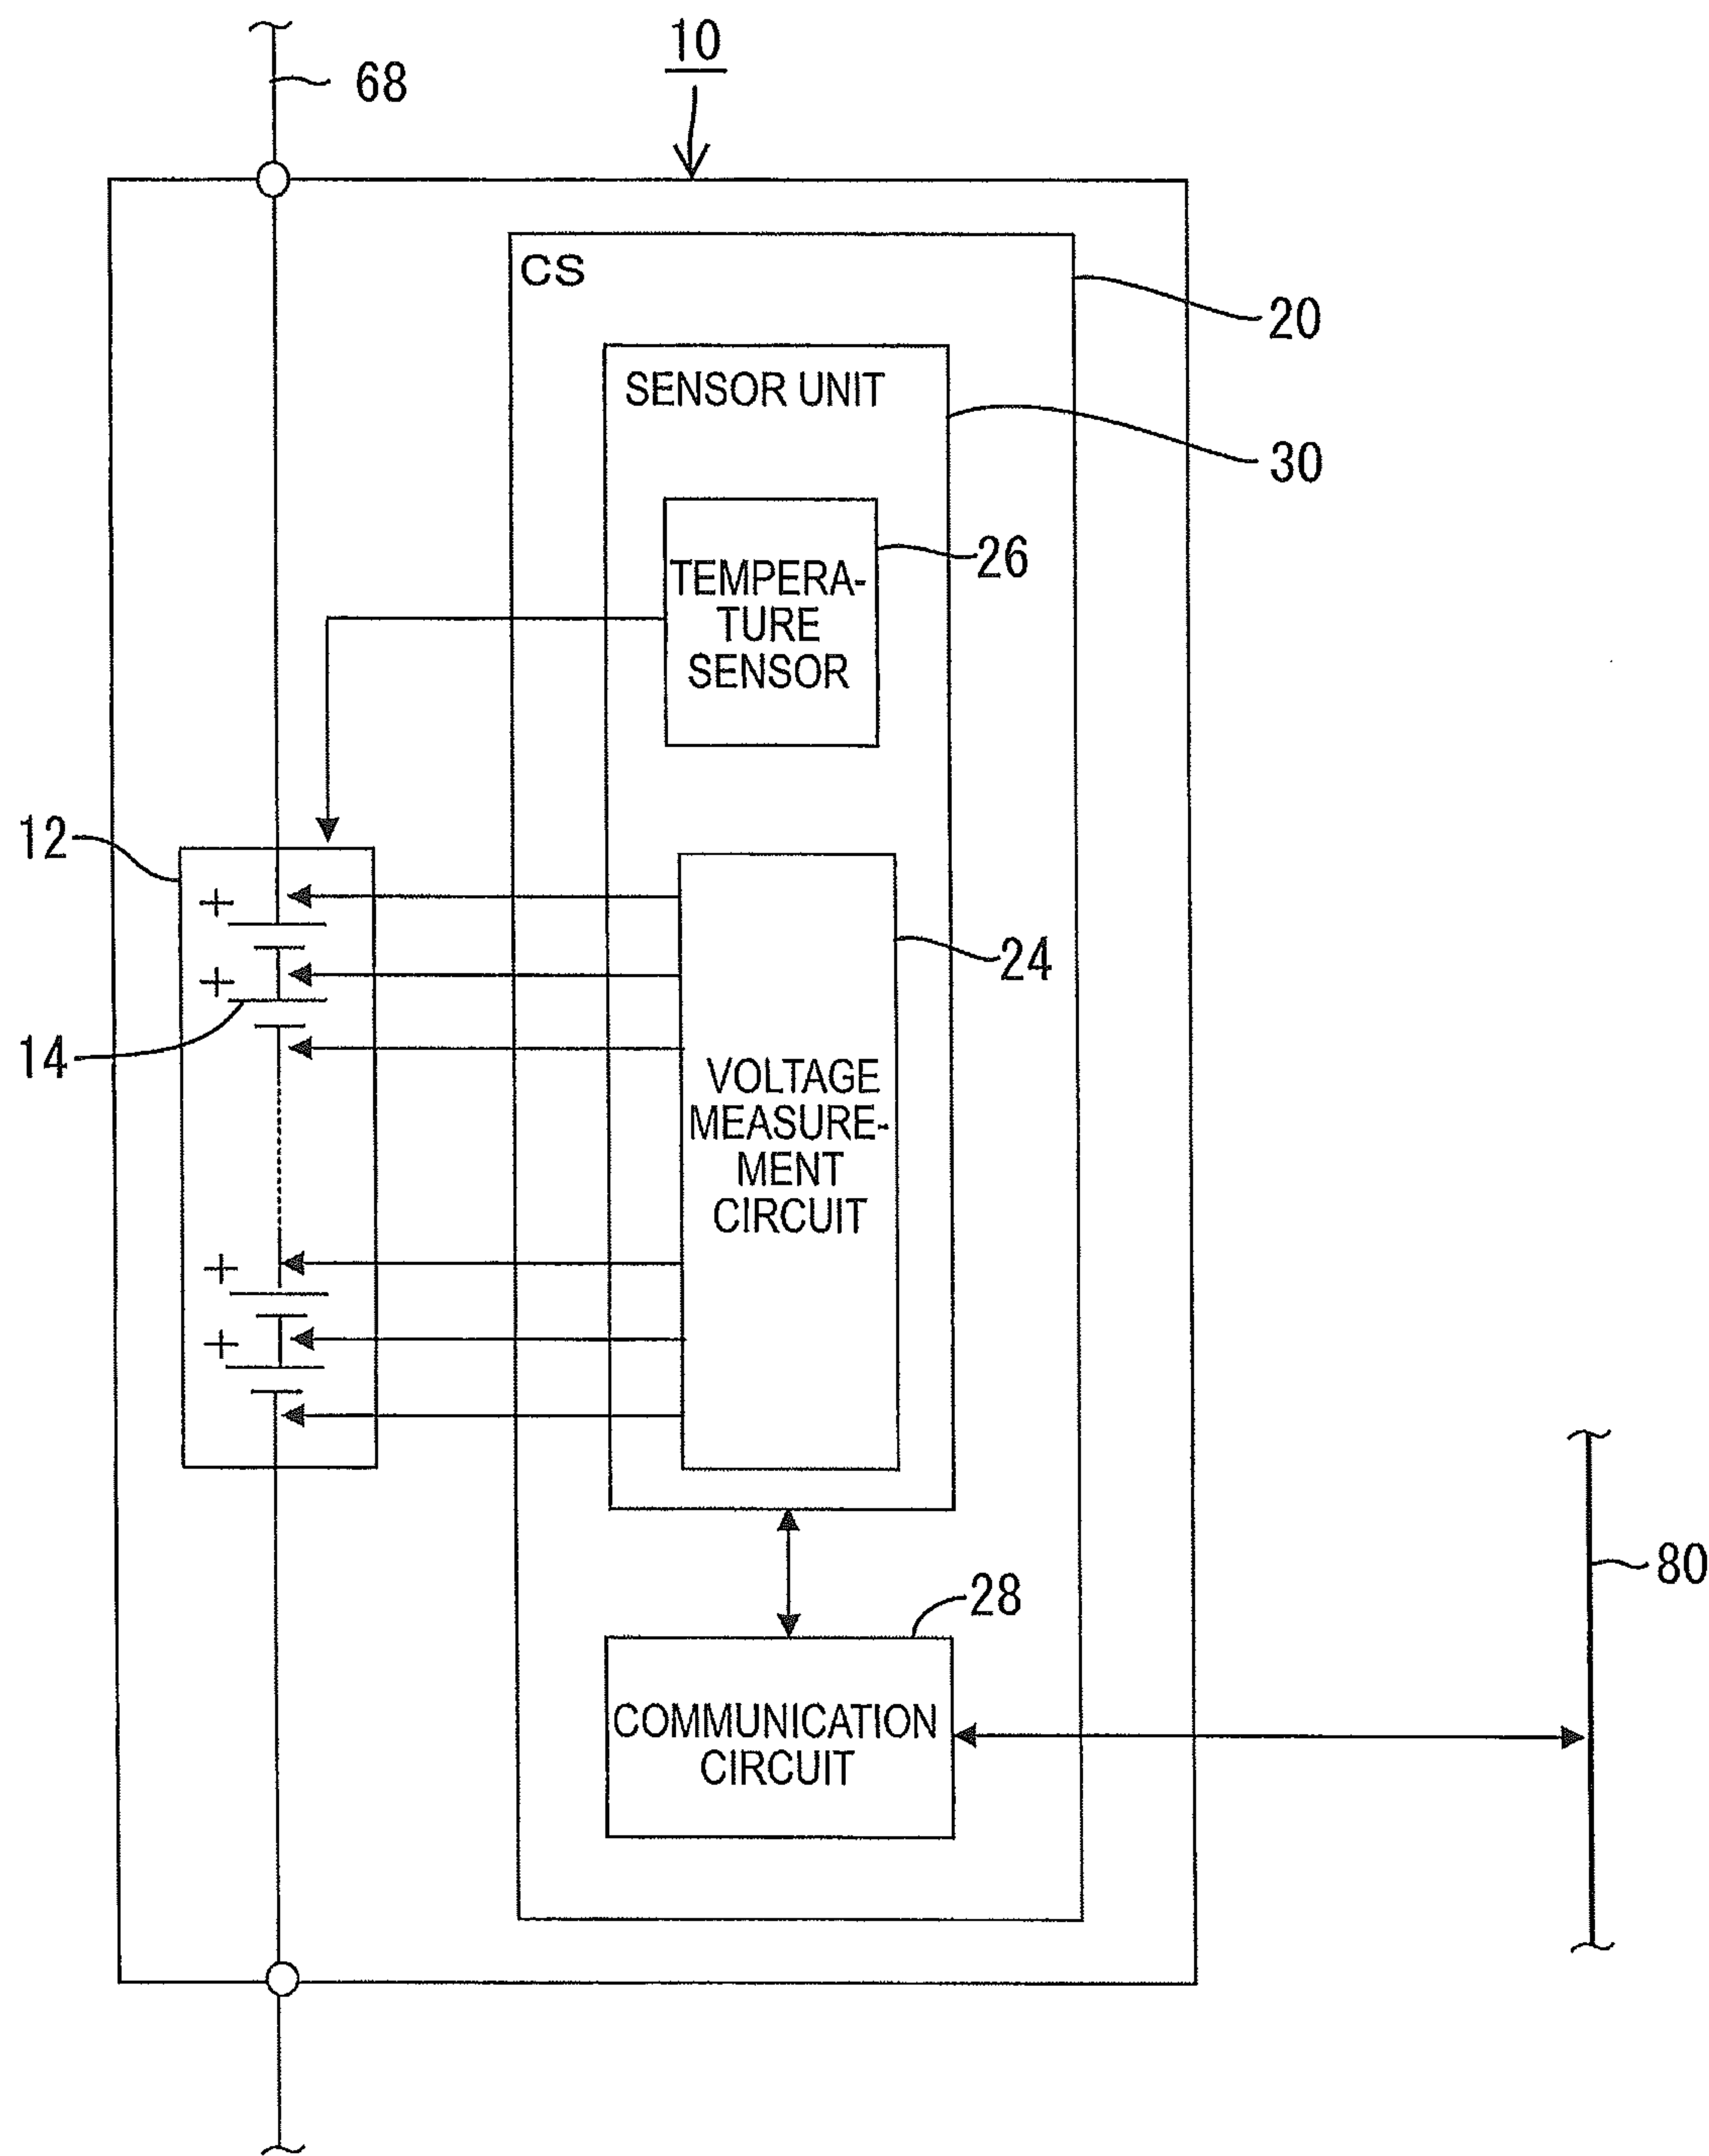 10
68
CS
20
SENSOR UNIT
30
26
TEMPERA-
TURE
SENSOR
12
+
24
+
14
VOLTAGE
MEASURE-
MENT
CIRCUIT
+
+
80
28
COMMUNICATION
CIRCUIT